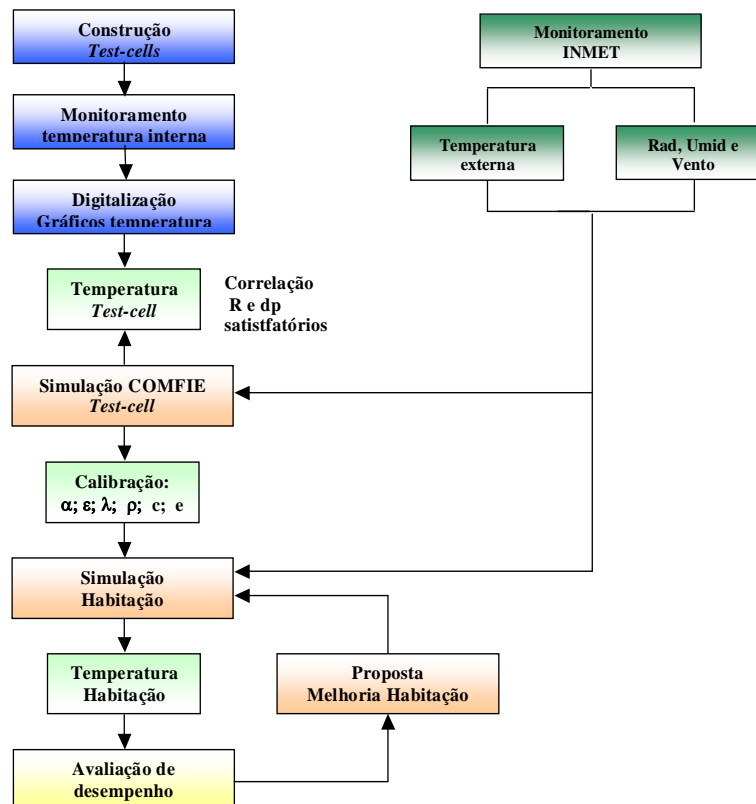 Construção
Test-cells
Monitoramento
temperatura interna
Digitalização
Gráficos temperatura
Temperatura
Test-cell
Correlação
R e dp
satistfatórios
Simulação COMFIE
Test-cell
Calibração:
α; ε; λ; ρ; c; e
Simulação
Habitação
Temperatura
Habitação
Avaliação de
desempenho
Proposta
Melhoria Habitação
Monitoramento
INMET
Temperatura
externa
Rad, Umid e
Vento